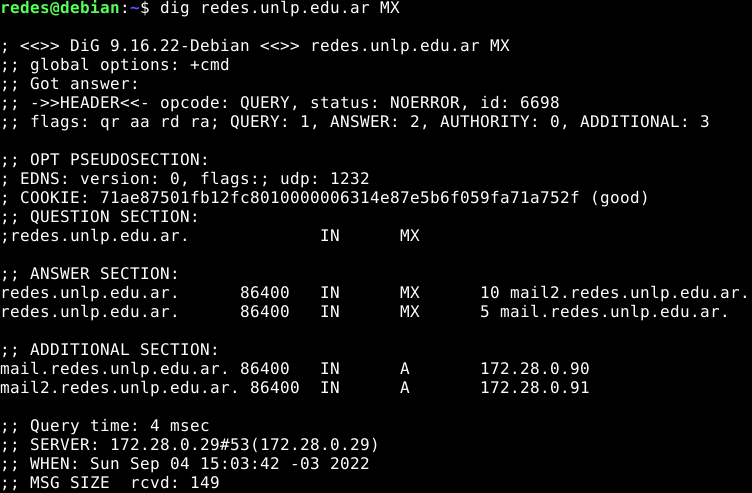 redes@debian:~$ dig redes.unlp.edu.ar MX
; <<>> DiG 9.16.22-Debian <<>> redes.unlp.edu.ar MX
;; global options: +cmd
;; Got answer:
;; ->>HEADER<<- opcode: QUERY, status: NOERROR, id: 6698
;; flags: qr aa rd ra; QUERY: 1, ANSWER: 2, AUTHORITY: 0, ADDITIONAL: 3
;; OPT PSEUDOSECTION:
; EDNS: version: 0, flags:; udp: 1232
; COOKIE: 71ae87501fb12fc8010000006314e87e5b6f059fa71a752f (good)
;; QUESTION SECTION:
;redes.unlp.edu.ar. IN MX
;; ANSWER SECTION:
redes.unlp.edu.ar. 86400 IN MX 10 mail2.redes.unlp.edu.ar.
redes.unlp.edu.ar. 86400 IN MX 5 mail.redes.unlp.edu.ar.
;; ADDITIONAL SECTION:
mail.redes.unlp.edu.ar. 86400 IN A 172.28.0.90
mail2.redes.unlp.edu.ar. 86400 IN A 172.28.0.91
;; Query time: 4 msec
;; SERVER: 172.28.0.29#53(172.28.0.29)
;; WHEN: Sun Sep 04 15:03:42 -03 2022
;; MSG SIZE rcvd: 149